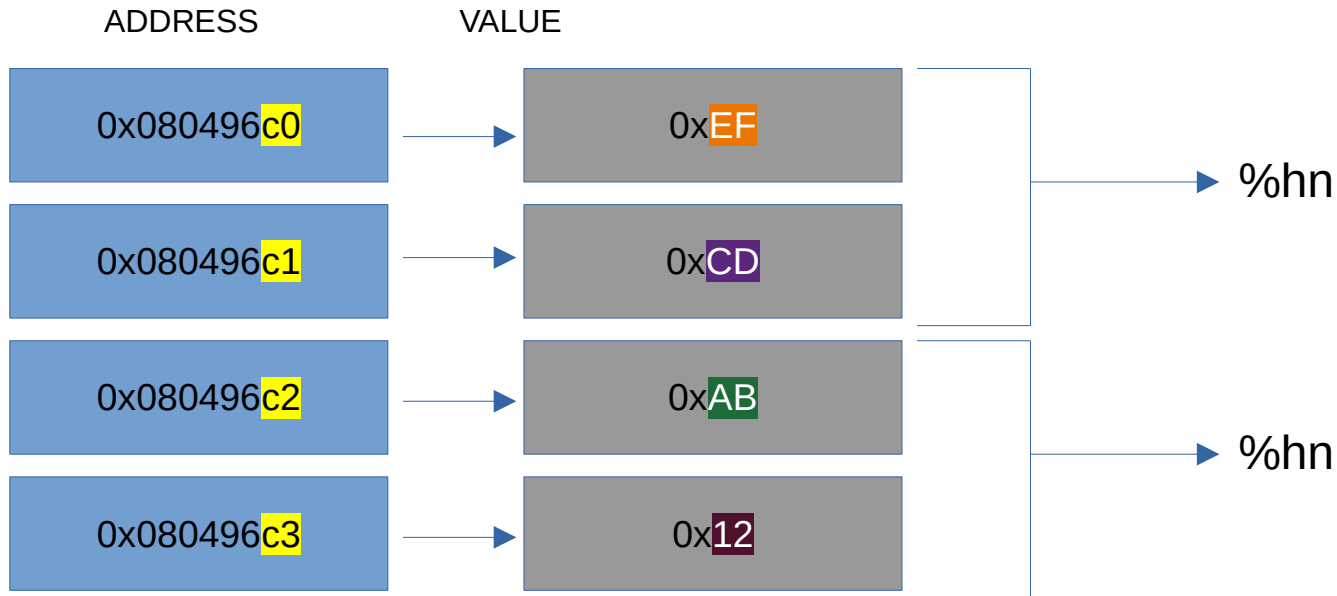 ADDRESS VALUE
0x080496c0 0xEF
%hn
0x080496c1 0xCD
0x080496c2 0xAB
%hn
0x080496c3 0x12